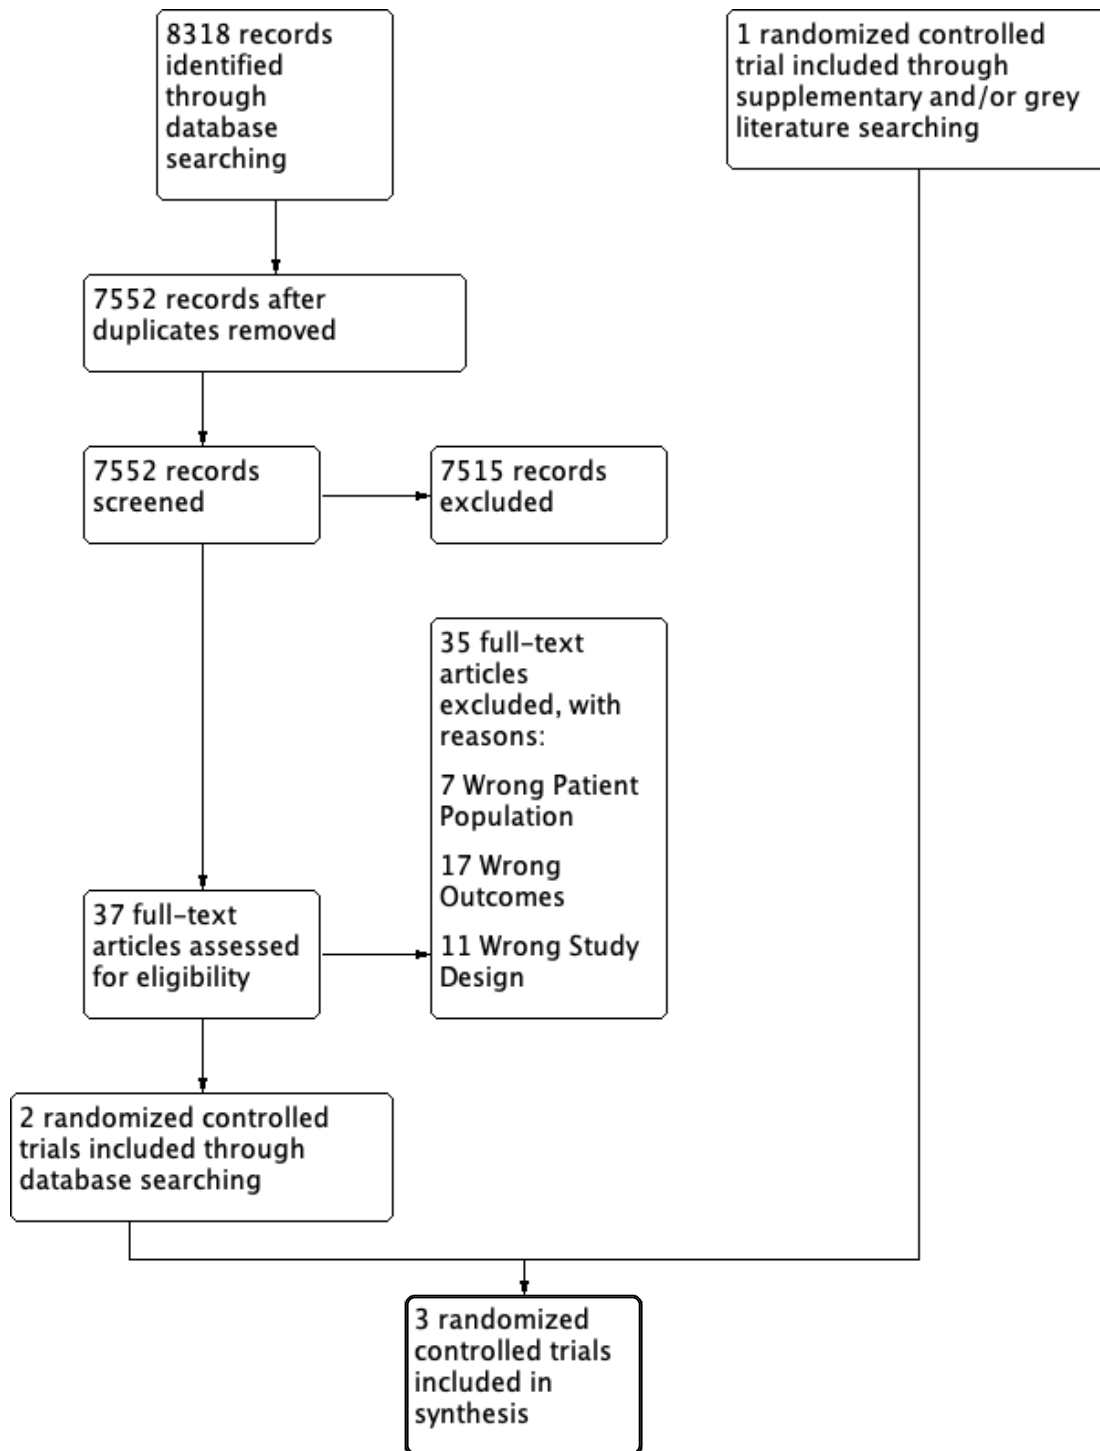 8318 records
identified
through
database
searching
1 randomized controlled
trial included through
supplementary and/or grey
literature searching
7552 records after
duplicates removed
7552 records
screened
7515 records
excluded
35 full-text
articles
excluded, with
reasons:
7 Wrong Patient
Population
17 Wrong
Outcomes
11 Wrong Study
Design
37 full-text
articles assessed
for eligibility
2 randomized controlled
trials included through
database searching
3 randomized
controlled trials
included in
synthesis